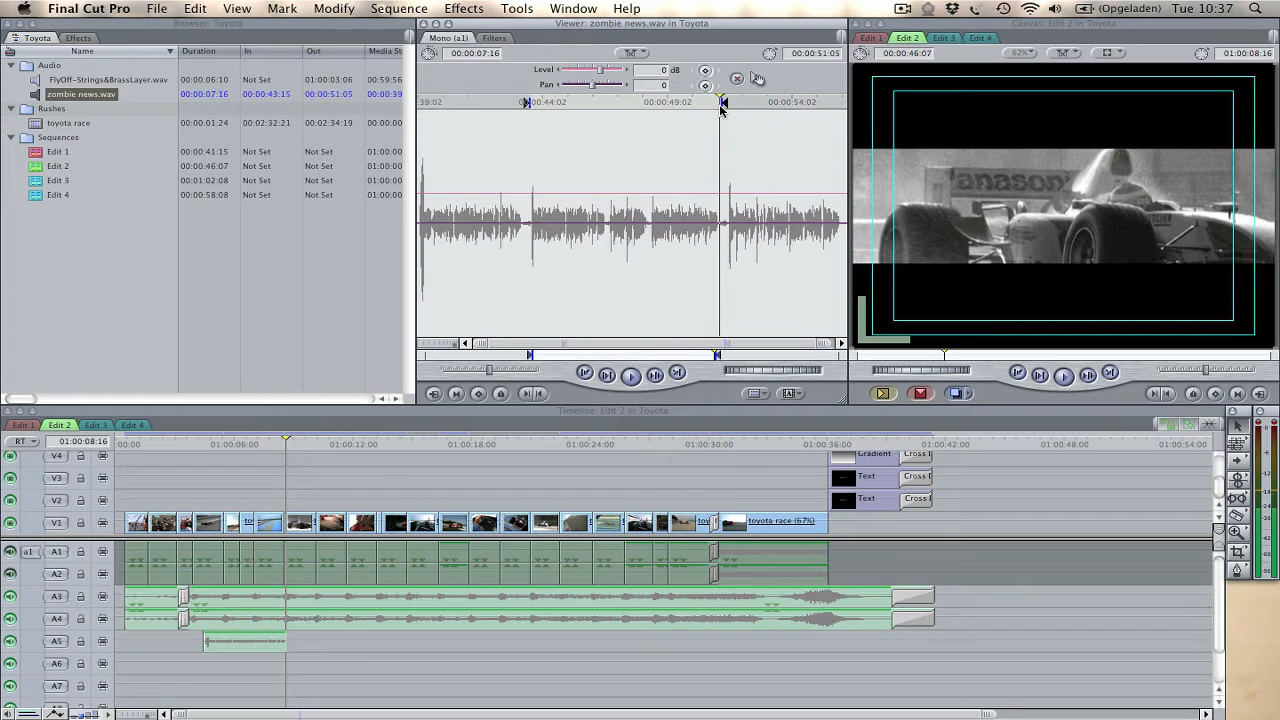 Final Cut Pro File Edit View Mark Modify Sequence Effects Tools Window Help (Opgeladen) Tue 10:37
Browser: Toyota
Viewer: zombie news.wav in Toyota
Canvas: Edit 2 in Toyota
Toyota Effects
Mono (a1) Filters
Edit 1 Edit 2 Edit 3 Edit 4
Name Duration In Out Media St
00:00:07:16 00:00:51:05
00:00:46:07 62% 01:00:08:16
Audio
FlyOff-Strings&BrassLayer.wav 00:00:06:10 Not Set 01:00:03:01 00:59:56
zombie news.wav 00:00:07:16 00:00:43:15 00:00:51:05 00:00:39
Rushes
toyota race 00:00:01:24 00:02:32:21 00:02:34:19 00:00:00
Sequences
Edit 1 00:00:41:15 Not Set Not Set 01:00:00
Edit 2 00:00:46:07 Not Set Not Set 01:00:00
Edit 3 00:01:02:08 Not Set Not Set 01:00:00
Edit 4 00:00:58:08 Not Set Not Set 01:00:00
Level 0 dB
Pan 0
:39:02 00:00:44:02 00:00:49:02 00:00:54:02
Panasonic
Timeline: Edit 2 in Toyota
Edit 1 Edit 2 Edit 3 Edit 4
RT 01:00:08:16 :00:00 01:00:06:00 01:00:12:00 01:00:18:00 01:00:24:00 01:00:30:00 01:00:36:00 01:00:42:00 01:00:48:00 01:00:54:00
V4 Gradient Cross
V3 Text Cross
V2 Text Cross
V1 toyota race (67%)
a1 A1
A2
A3
A4
A5
A6
A7